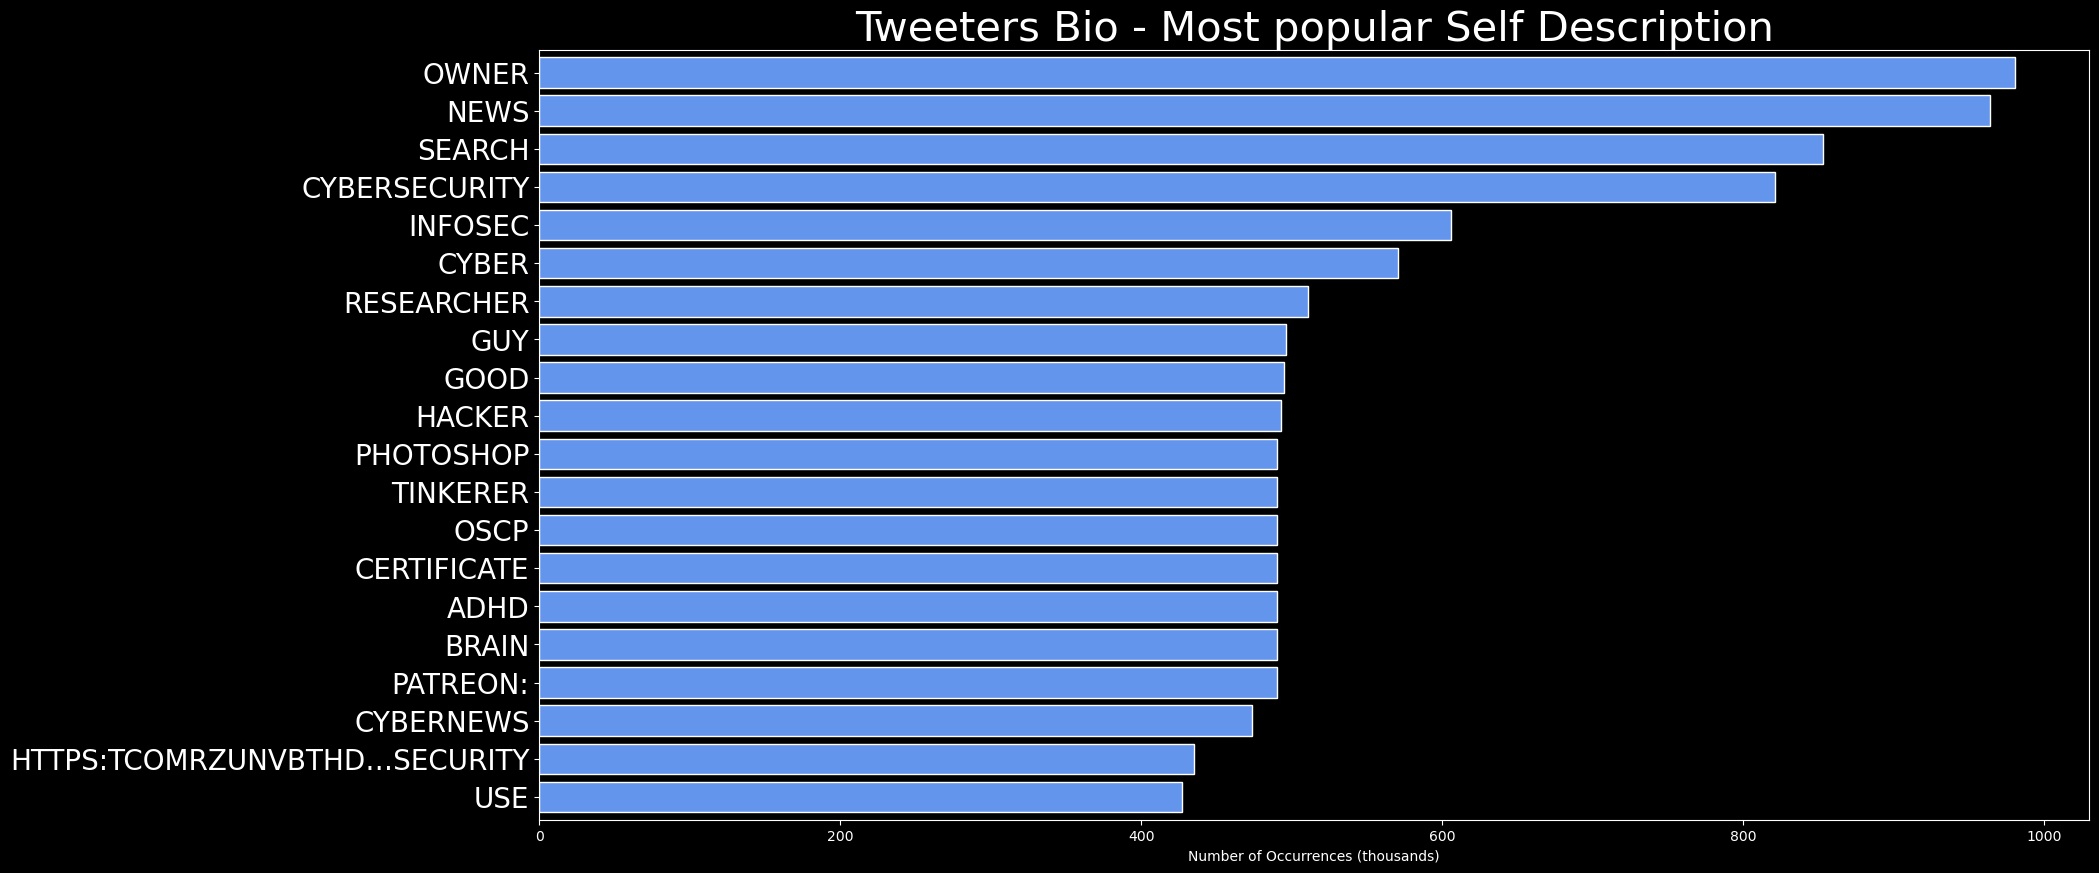 Tweeters Bio - Most popular Self Description
OWNER
NEWS
SEARCH
CYBERSECURITY
INFOSEC
CYBER
RESEARCHER
GUY
GOOD
HACKER
PHOTOSHOP
TINKERER
OSCP
CERTIFICATE
ADHD
BRAIN
PATREON:
CYBERNEWS
HTTPS:TCOMRZUNVBTHD...SECURITY
USE
0 200 400 600 800 1000
Number of Occurrences (thousands)